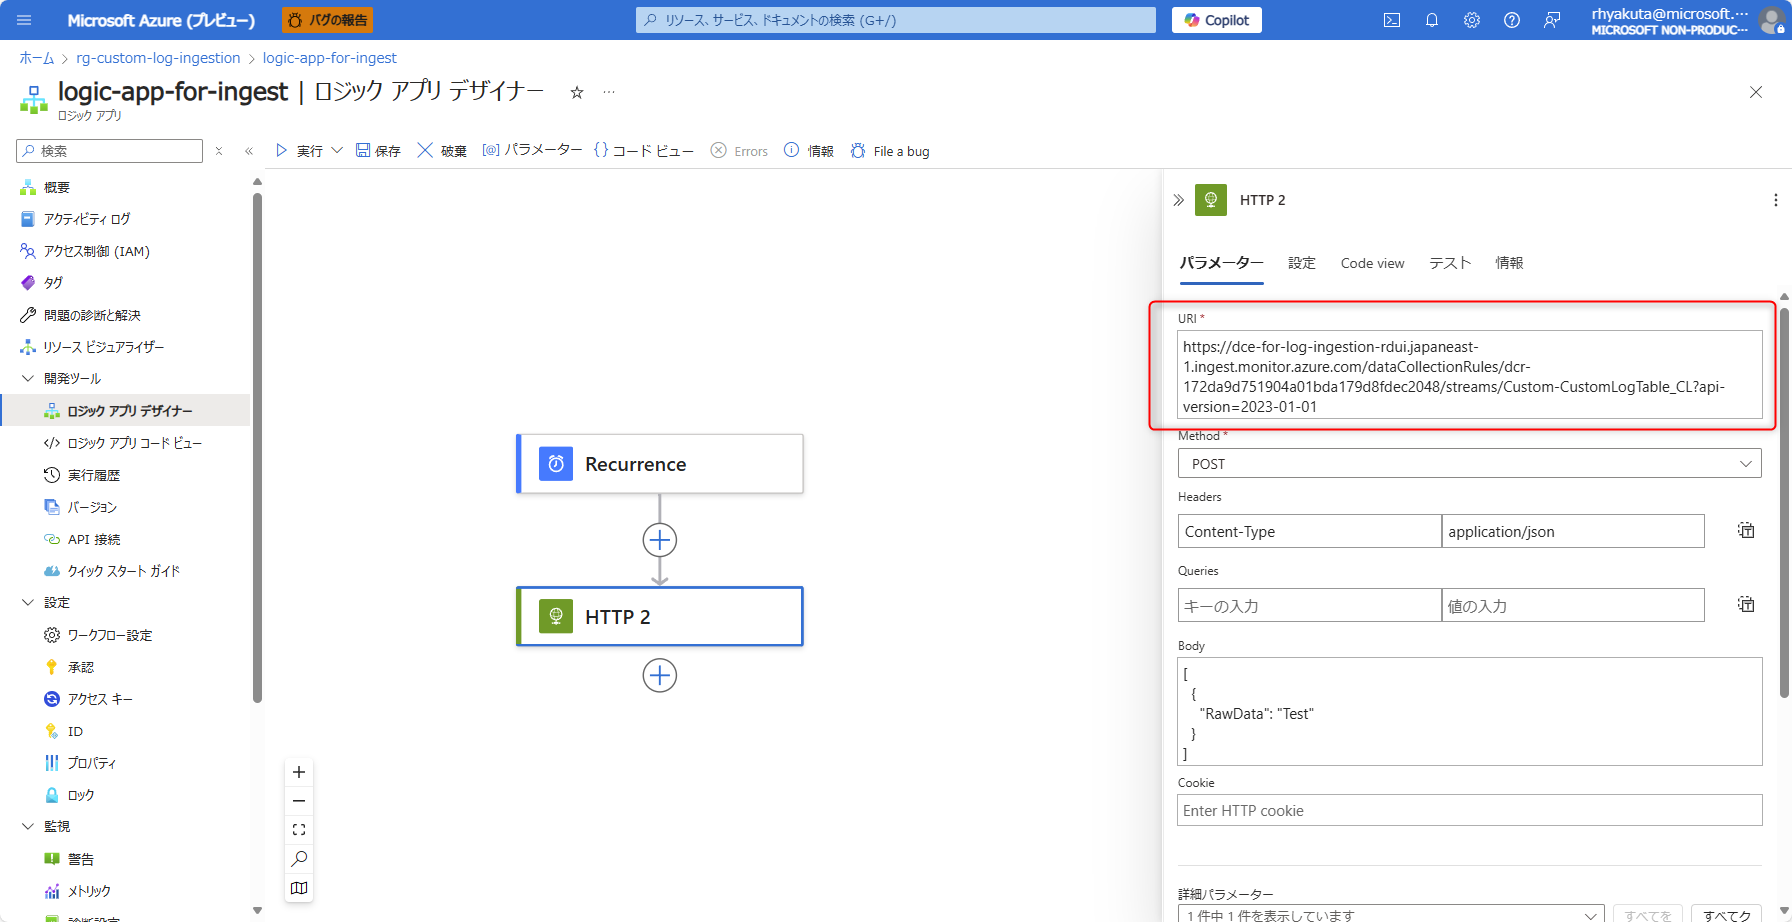 Microsoft Azure (プレビュー)
バグの報告
リソース、サービス、ドキュメントの検索 (G+/)
Copilot
rhyakuta@microsoft.…
MICROSOFT NON-PRODUC…
ホーム > rg-custom-log-ingestion > logic-app-for-ingest
logic-app-for-ingest | ロジック アプリ デザイナー
ロジック アプリ
検索
実行
保存
破棄
パラメーター
コード ビュー
Errors
情報
File a bug
概要
アクティビティ ログ
アクセス制御 (IAM)
タグ
問題の診断と解決
リソース ビジュアライザー
開発ツール
ロジック アプリ デザイナー
ロジック アプリ コード ビュー
実行履歴
バージョン
API 接続
クイック スタート ガイド
設定
ワークフロー設定
承認
アクセス キー
ID
プロパティ
ロック
監視
警告
メトリック
診断設定
Recurrence
HTTP 2
HTTP 2
パラメーター
設定
Code view
テスト
情報
URI *
https://dce-for-log-ingestion-rdui.japaneast-
1.ingest.monitor.azure.com/dataCollectionRules/dcr-
172da9d751904a01bda179d8fdec2048/streams/Custom-CustomLogTable_CL?api-
version=2023-01-01
Method *
POST
Headers
Content-Type
application/json
Queries
キーの入力
値の入力
Body
[
{
"RawData": "Test"
}
]
Cookie
Enter HTTP cookie
詳細パラメーター
1 件中 1 件を表示しています
すべてを
すべてク